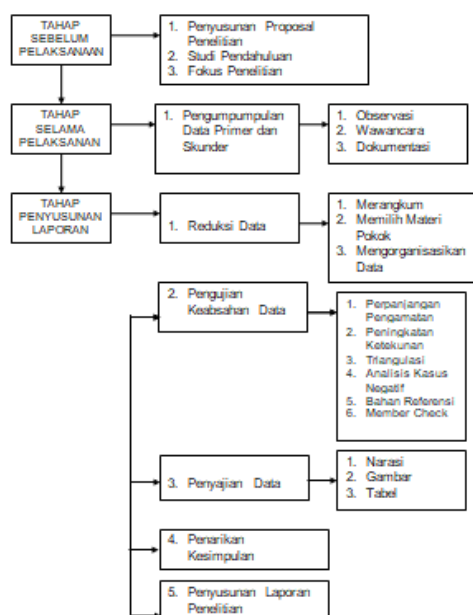 TAHAP
SEBELUM
PELAKSANAAN
1. Penyusunan Proposal
Penelitian
2. Studi Pendahuluan
3. Fokus Penelitian
TAHAP
SELAMA
PELAKSANAN
1. Pengumpumpulan
Data Primer dan
Skunder
1. Observasi
2. Wawancara
3. Dokumentasi
TAHAP
PENYUSUNAN
LAPORAN
1. Reduksi Data
1. Merangkum
2. Memilih Materi
Pokok
3. Mengorganisasikan
Data
2. Pengujian
Keabsahan Data
1. Perpanjangan
Pengamatan
2. Peningkatan
Ketekunan
3. Triangulasi
4. Analisis Kasus
Negatif
5. Bahan Referensi
6. Member Check
3. Penyajian Data
1. Narasi
2. Gambar
3. Tabel
4. Penarikan
Kesimpulan
5. Penyusunan Laporan
Penelitian